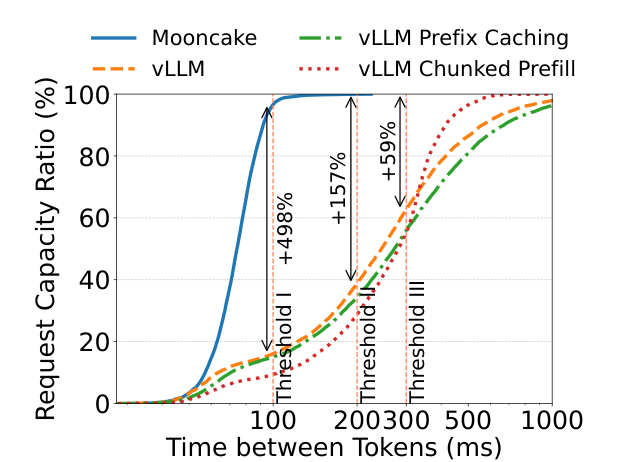 Mooncake
vLLM
vLLM Prefix Caching
vLLM Chunked Prefill
Request Capacity Ratio (%)
100
80
60
40
20
0
+498%
+157%
+59%
Threshold I
Threshold II
Threshold III
100
200
300
500
1000
Time between Tokens (ms)